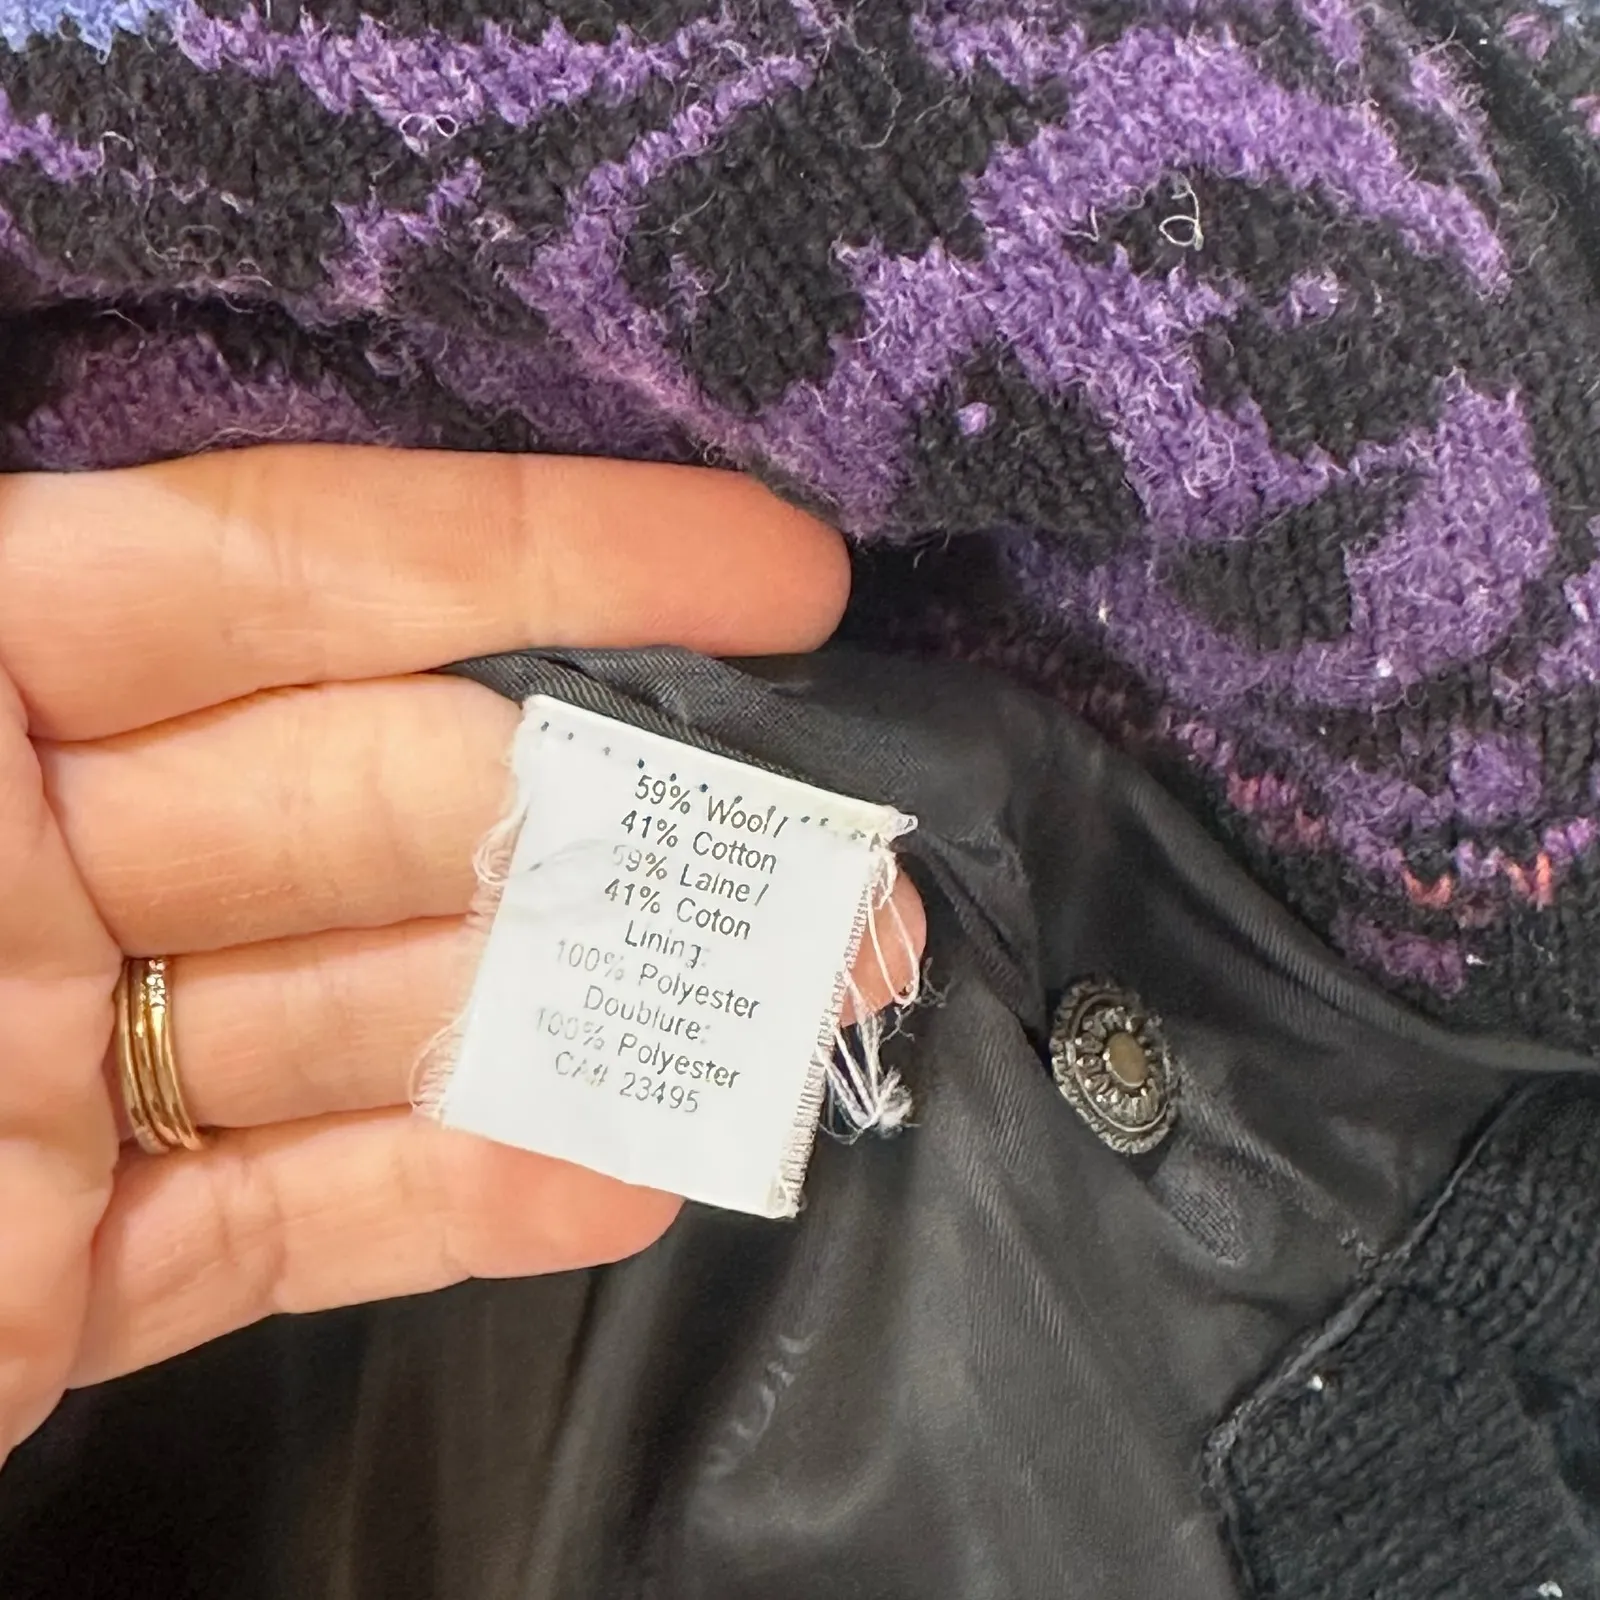 59% Wool/
41% Cotton
59% Laine/
41% Coton
Lining:
100% Polyester
Doublure:
100% Polyester
CA# 23495